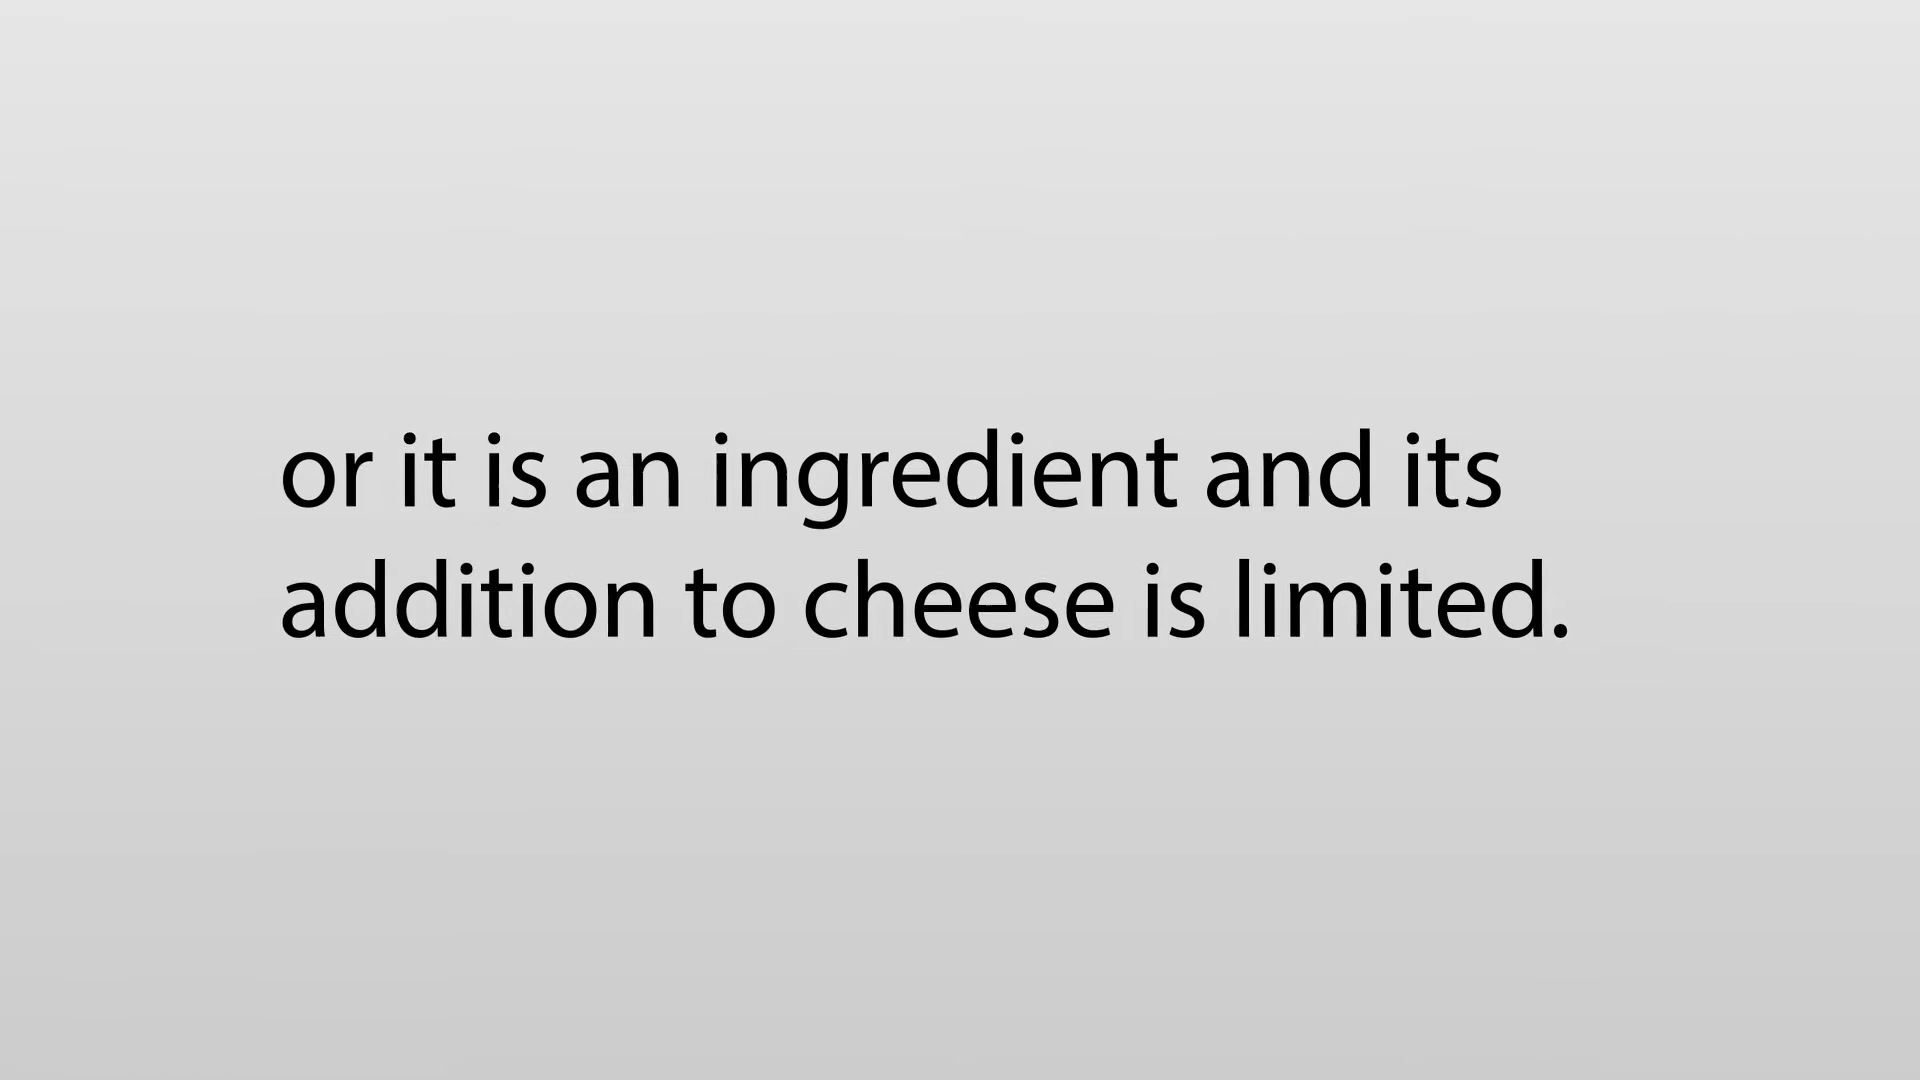 or it is an ingredient and its
addition to cheese is limited.